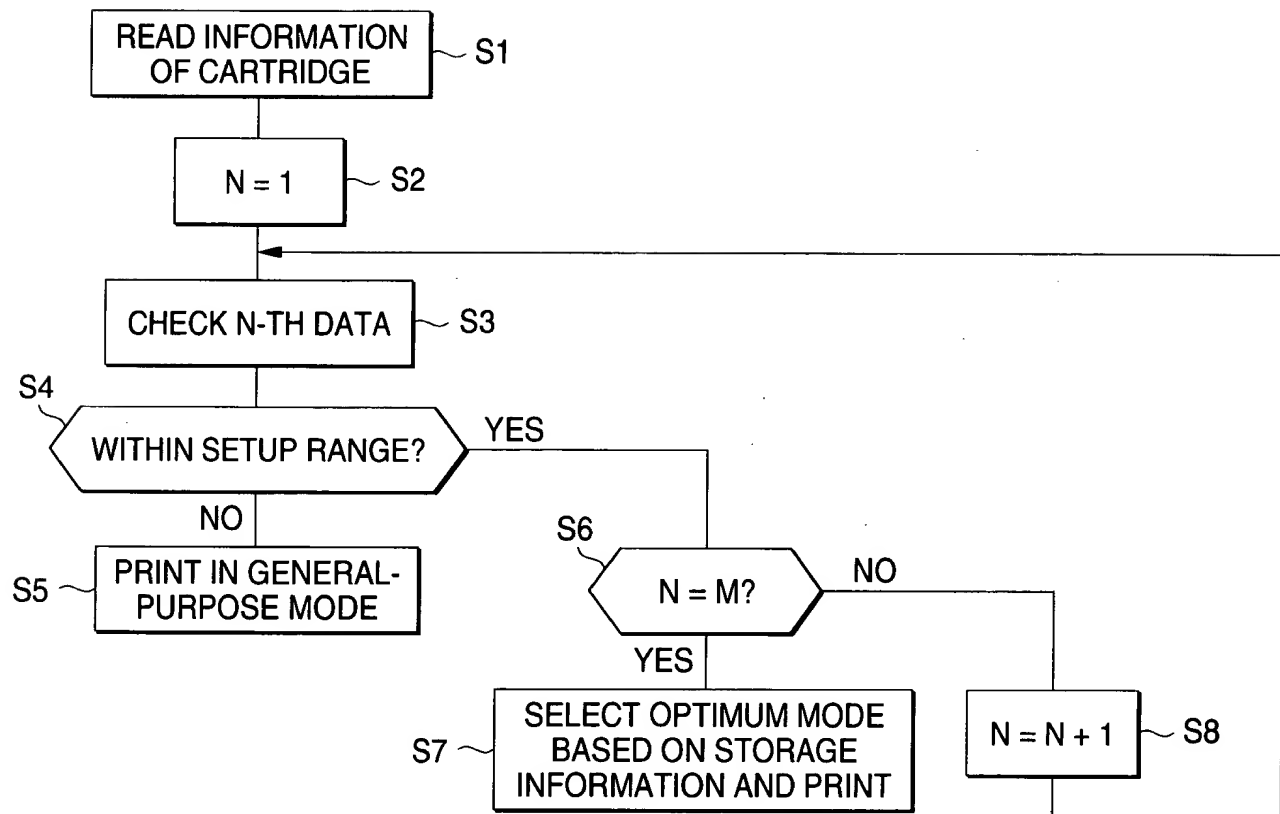 READ INFORMATION
OF CARTRIDGE
S1
N = 1
S2
CHECK N-TH DATA
S3
S4
WITHIN SETUP RANGE?
YES
NO
S5
PRINT IN GENERAL-
PURPOSE MODE
S6
N = M?
NO
YES
S7
SELECT OPTIMUM MODE
BASED ON STORAGE
INFORMATION AND PRINT
N = N + 1
S8